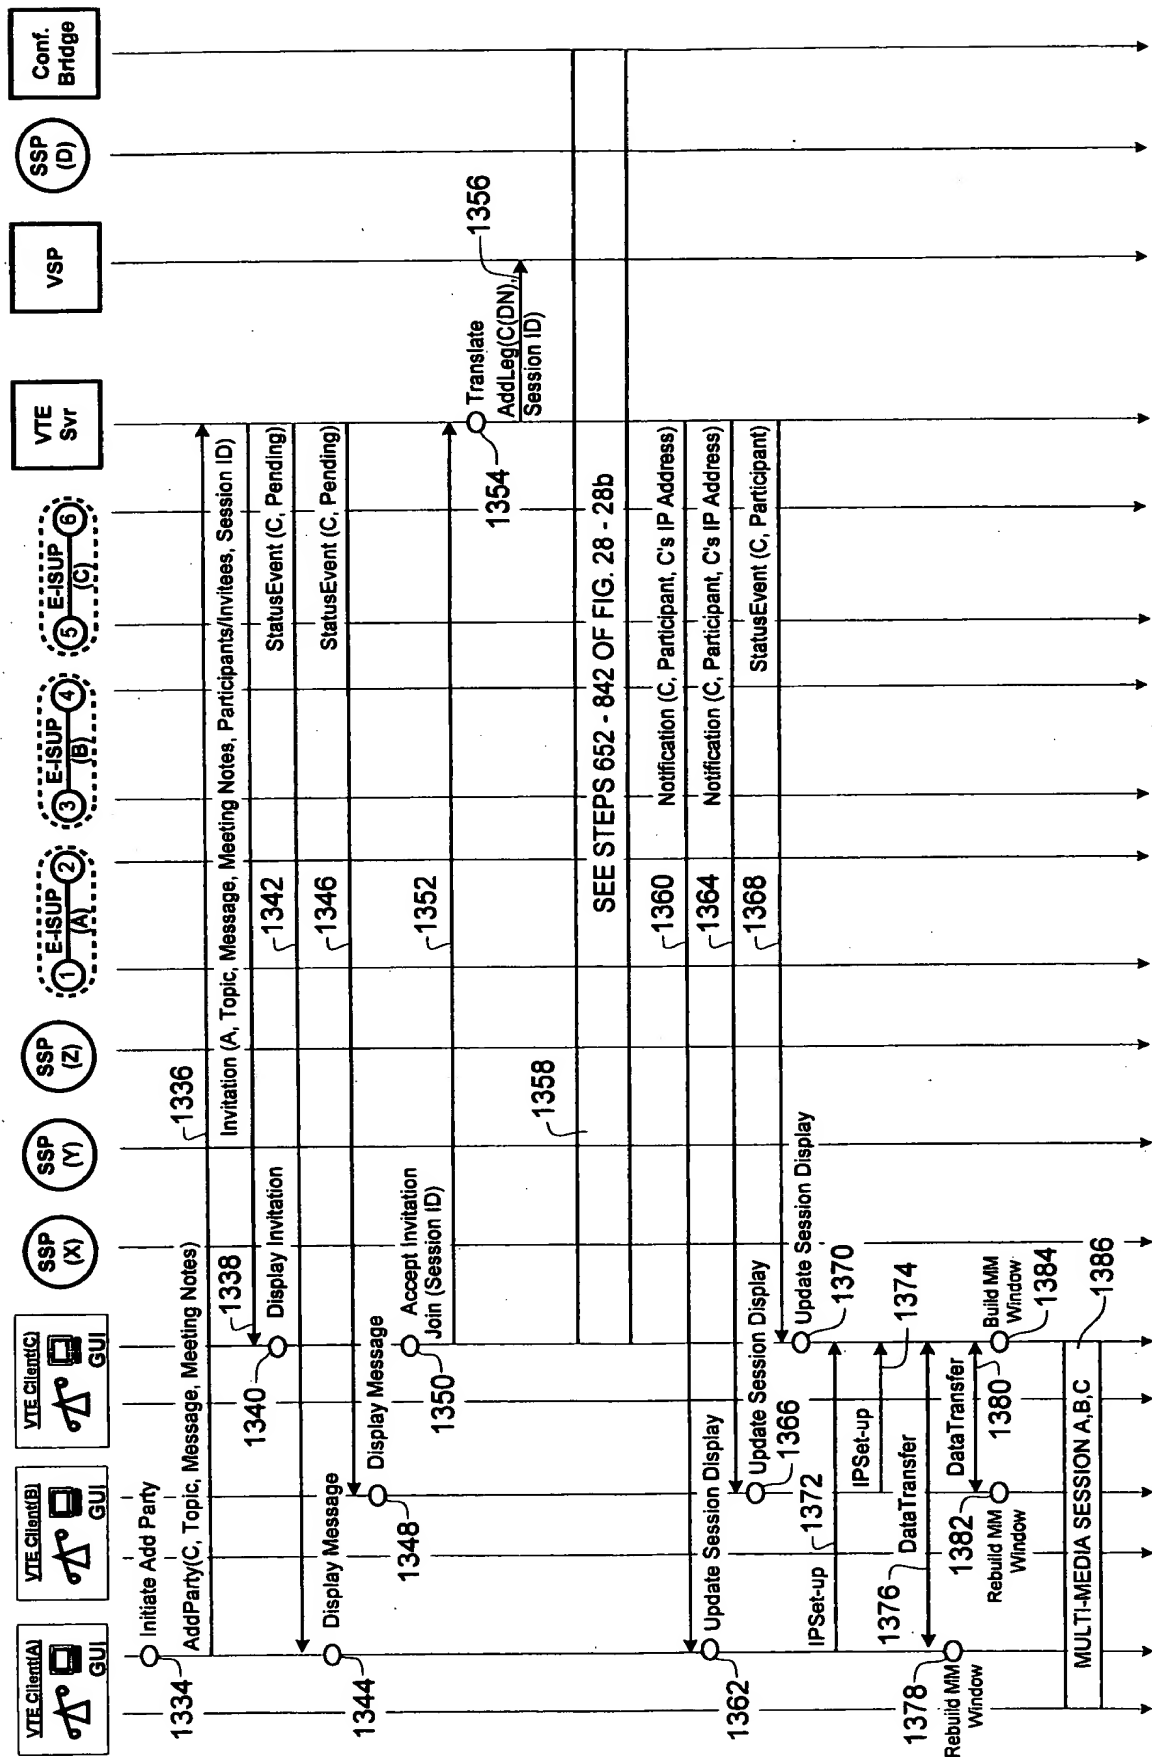 VTE Client(A)
GUI
VTE Client(B)
GUI
VTE Client(C)
GUI
SSP
(X)
SSP
(Y)
SSP
(Z)
1
E-ISUP
(A)
2
3
E-ISUP
(B)
4
5
E-ISUP
(C)
6
VTE
Svr
VSP
SSP
(D)
Conf.
Bridge
Initiate Add Party
1334
AddParty(C, Topic, Message, Meeting Notes)
1336
Invitation (A, Topic, Message, Meeting Notes, Participants/Invitees, Session ID)
1338
Display Invitation
1340
StatusEvent (C, Pending)
1342
Display Message
1344
StatusEvent (C, Pending)
1346
Display Message
1348
Accept Invitation
Join (Session ID)
1350
1352
Translate
1354
AddLeg(C(DN),
Session ID)
1356
1358
SEE STEPS 652 - 842 OF FIG. 28 - 28b
Notification (C, Participant, C's IP Address)
1360
Update Session Display
1362
Notification (C, Participant, C's IP Address)
1364
Update Session Display
1366
StatusEvent (C, Participant)
1368
Update Session Display
1370
IPSet-up
1372
IPSet-up
1374
DataTransfer
1376
1378
Rebuild MM
Window
DataTransfer
1380
1382
Rebuild MM
Window
Build MM
Window
1384
MULTI-MEDIA SESSION A,B,C
1386